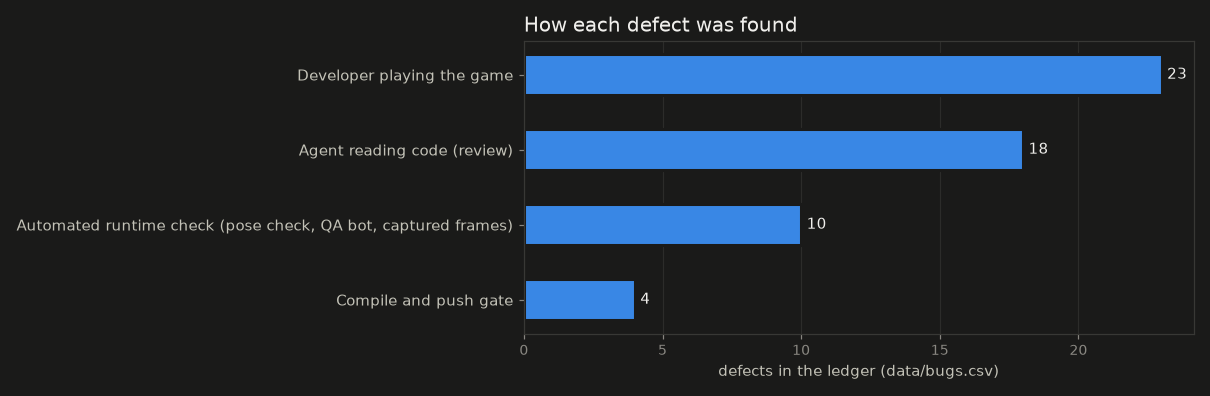 How each defect was found
Developer playing the game
23
Agent reading code (review)
18
Automated runtime check (pose check, QA bot, captured frames)
10
Compile and push gate
4
0 5 10 15 20
defects in the ledger (data/bugs.csv)